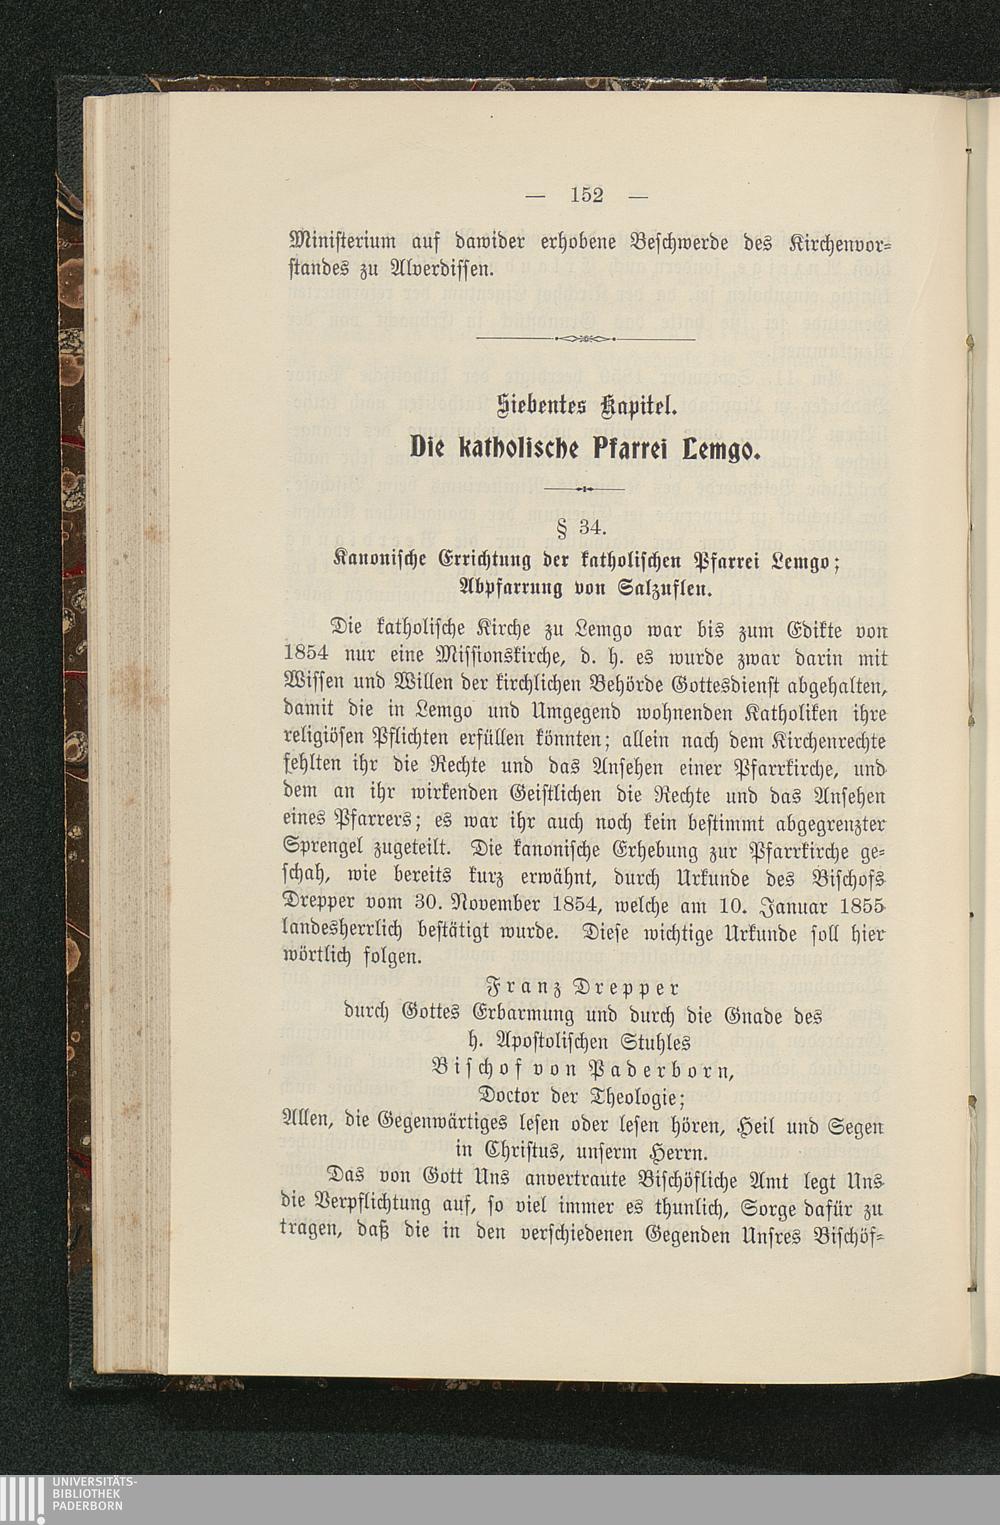 — 152 —
Ministerium auf dawider erhobene Beschwerde des Kirchenvor-
standes zu Alverdissen.
Siebentes Kapitel.
Die katholische Pfarrei Lemgo.
§ 34.
Kanonische Errichtung der katholischen Pfarrei Lemgo;
Abpfarrung von Salzuflen.
Die katholische Kirche zu Lemgo war bis zum Edikte von
1854 nur eine Missionskirche, d. h. es wurde zwar darin mit
Wissen und Willen der kirchlichen Behörde Gottesdienst abgehalten,
damit die in Lemgo und Umgegend wohnenden Katholiken ihre
religiösen Pflichten erfüllen könnten; allein nach dem Kirchenrechte
fehlten ihr die Rechte und das Ansehen einer Pfarrkirche, und
dem an ihr wirkenden Geistlichen die Rechte und das Ansehen
eines Pfarrers; es war ihr auch noch kein bestimmt abgegrenzter
Sprengel zugeteilt. Die kanonische Erhebung zur Pfarrkirche ge-
schah, wie bereits kurz erwähnt, durch Urkunde des Bischofs
Drepper vom 30. November 1854, welche am 10. Januar 1855
landesherrlich bestätigt wurde. Diese wichtige Urkunde soll hier
wörtlich folgen.
Franz Drepper
durch Gottes Erbarmung und durch die Gnade des
h. Apostolischen Stuhles
Bischof von Paderborn,
Doctor der Theologie;
Allen, die Gegenwärtiges lesen oder lesen hören, Heil und Segen
in Christus, unserm Herrn.
Das von Gott Uns anvertraute Bischöfliche Amt legt Uns
die Verpflichtung auf, so viel immer es thunlich, Sorge dafür zu
tragen, daß die in den verschiedenen Gegenden Unsres Bischöf-
UNIVERSITÄTS-
BIBLIOTHEK
PADERBORN